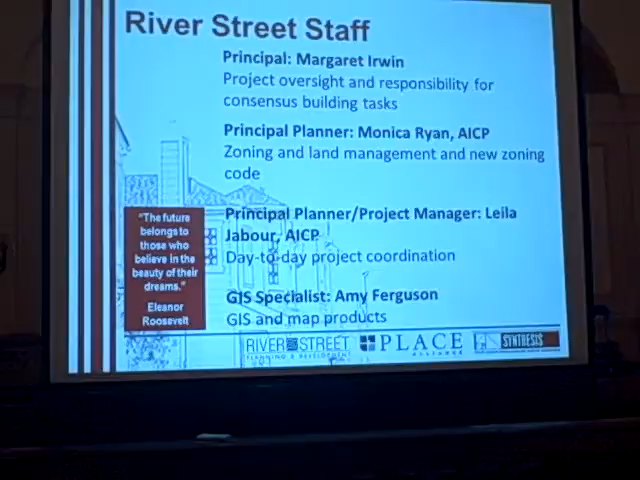 River Street Staff
Principal: Margaret Irwin
Project oversight and responsibility for
consensus building tasks
Principal Planner: Monica Ryan, AICP
Zoning and land management and new zoning
code
Principal Planner/Project Manager: Leila
Jabour, AICP
Day-to-day project coordination
GIS Specialist: Amy Ferguson
GIS and map products
"The future
belongs to
those who
believe in the
beauty of their
dreams."
Eleanor
Roosevelt
RIVER STREET
PLANNING & DEVELOPMENT
PLACE
ALLIANCE
SYNTHESIS